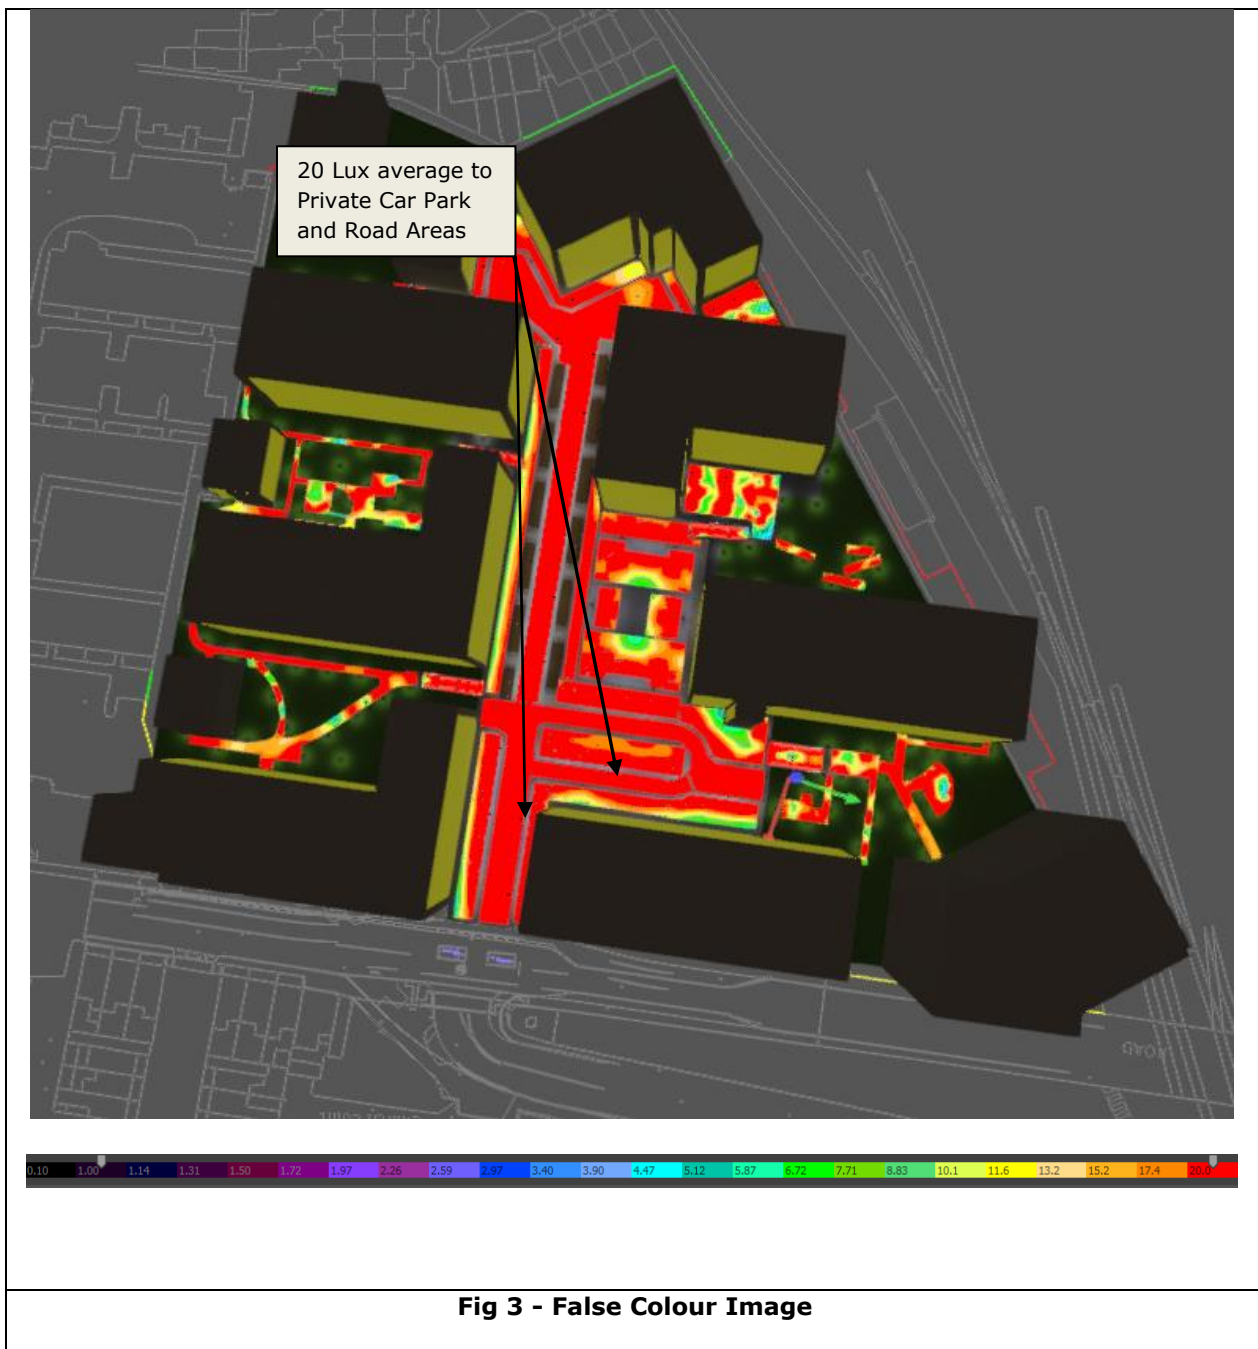 20 Lux average to
Private Car Park
and Road Areas
0.10 1.00 1.14 1.31 1.50 1.72 1.97 2.26 2.59 2.97 3.40 3.90 4.47 5.12 5.87 6.72 7.71 8.83 10.1 11.6 13.2 15.2 17.4 20.0
Fig 3 - False Colour Image